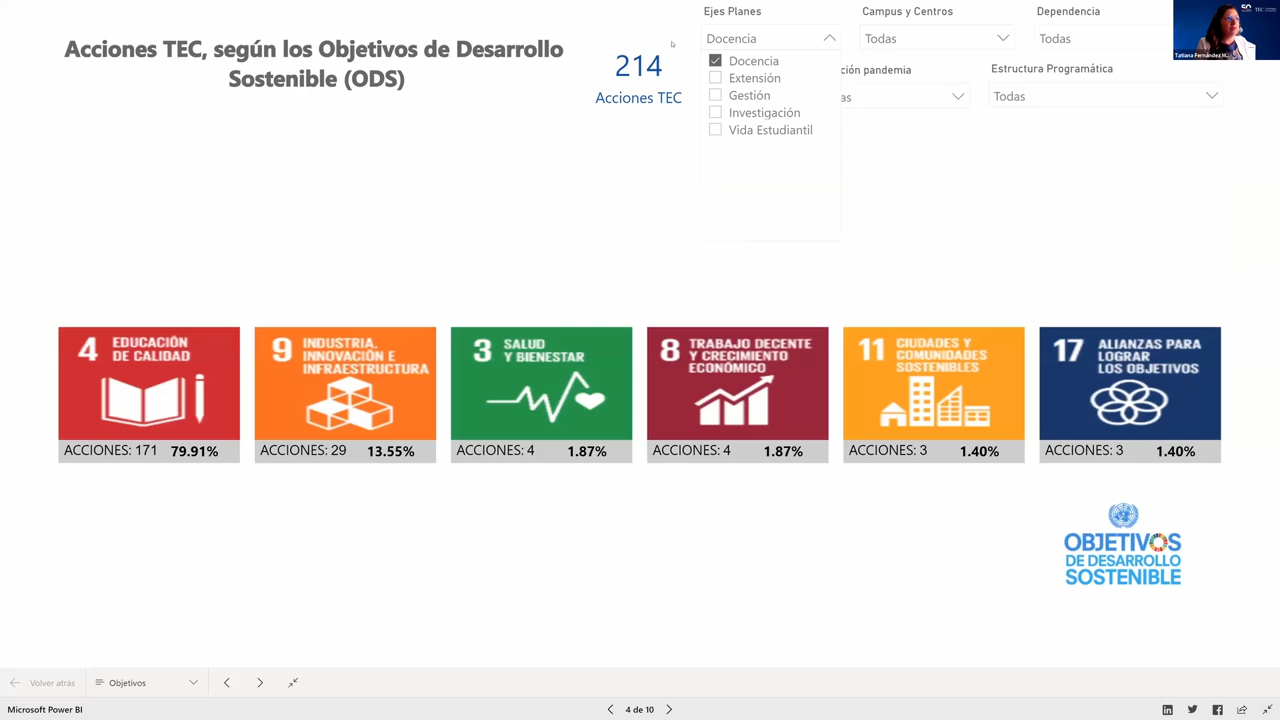 Acciones TEC, según los Objetivos de Desarrollo
Sostenible (ODS)
214
Acciones TEC
Ejes Planes
Docencia
Docencia
Extensión
Gestión
Investigación
Vida Estudiantil
Campus y Centros
Todas
Dependencia
Todas
ción pandemia
as
Estructura Programática
Todas
Tatiana Fernández M...
4 EDUCACIÓN
DE CALIDAD
ACCIONES: 171 79.91%
9 INDUSTRIA,
INNOVACIÓN E
INFRAESTRUCTURA
ACCIONES: 29 13.55%
3 SALUD
Y BIENESTAR
ACCIONES: 4 1.87%
8 TRABAJO DECENTE
Y CRECIMIENTO
ECONÓMICO
ACCIONES: 4 1.87%
11 CIUDADES Y
COMUNIDADES
SOSTENIBLES
ACCIONES: 3 1.40%
17 ALIANZAS PARA
LOGRAR
LOS OBJETIVOS
ACCIONES: 3 1.40%
OBJETIVOS
DE DESARROLLO
SOSTENIBLE
Volver atrás
Objetivos
Microsoft Power BI
4 de 10